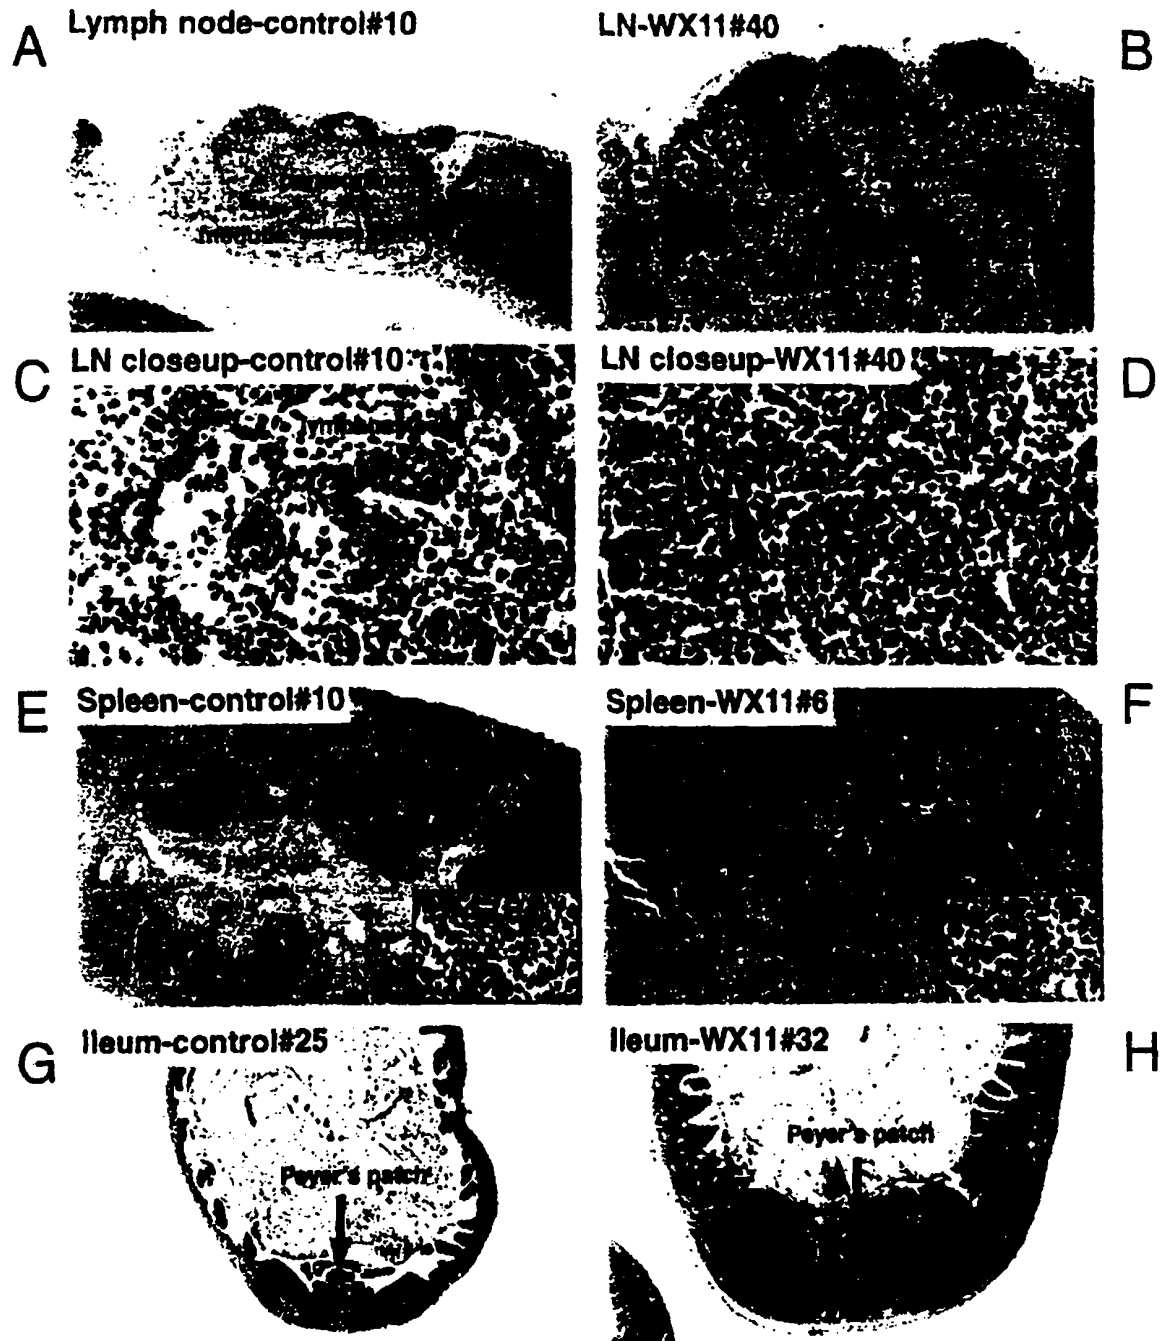 A
Lymph node-control#10
LN-WX11#40
B
C
LN closeup-control#10
LN closeup-WX11#40
D
E
Spleen-control#10
Spleen-WX11#6
F
G
Ileum-control#25
Ileum-WX11#32
H
Peyer's patch
Peyer's patch